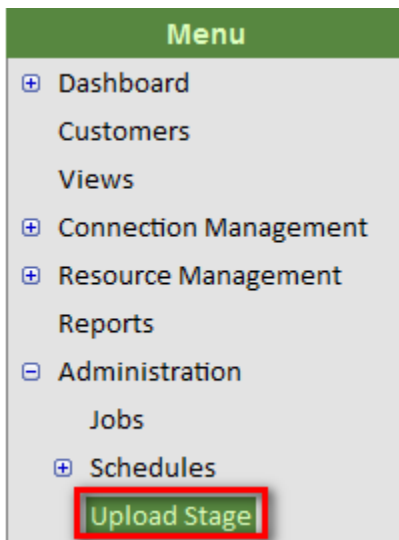 Menu
Dashboard
Customers
Views
Connection Management
Resource Management
Reports
Administration
Jobs
Schedules
Upload Stage